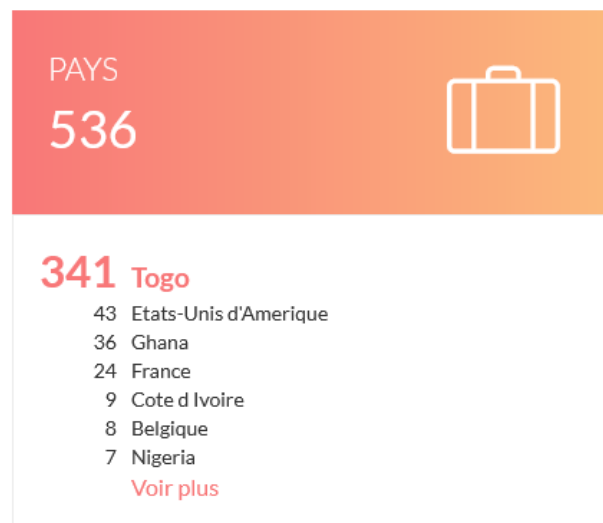 PAYS
536
341 Togo
43 Etats-Unis d'Amerique
36 Ghana
24 France
9 Cote d Ivoire
8 Belgique
7 Nigeria
Voir plus